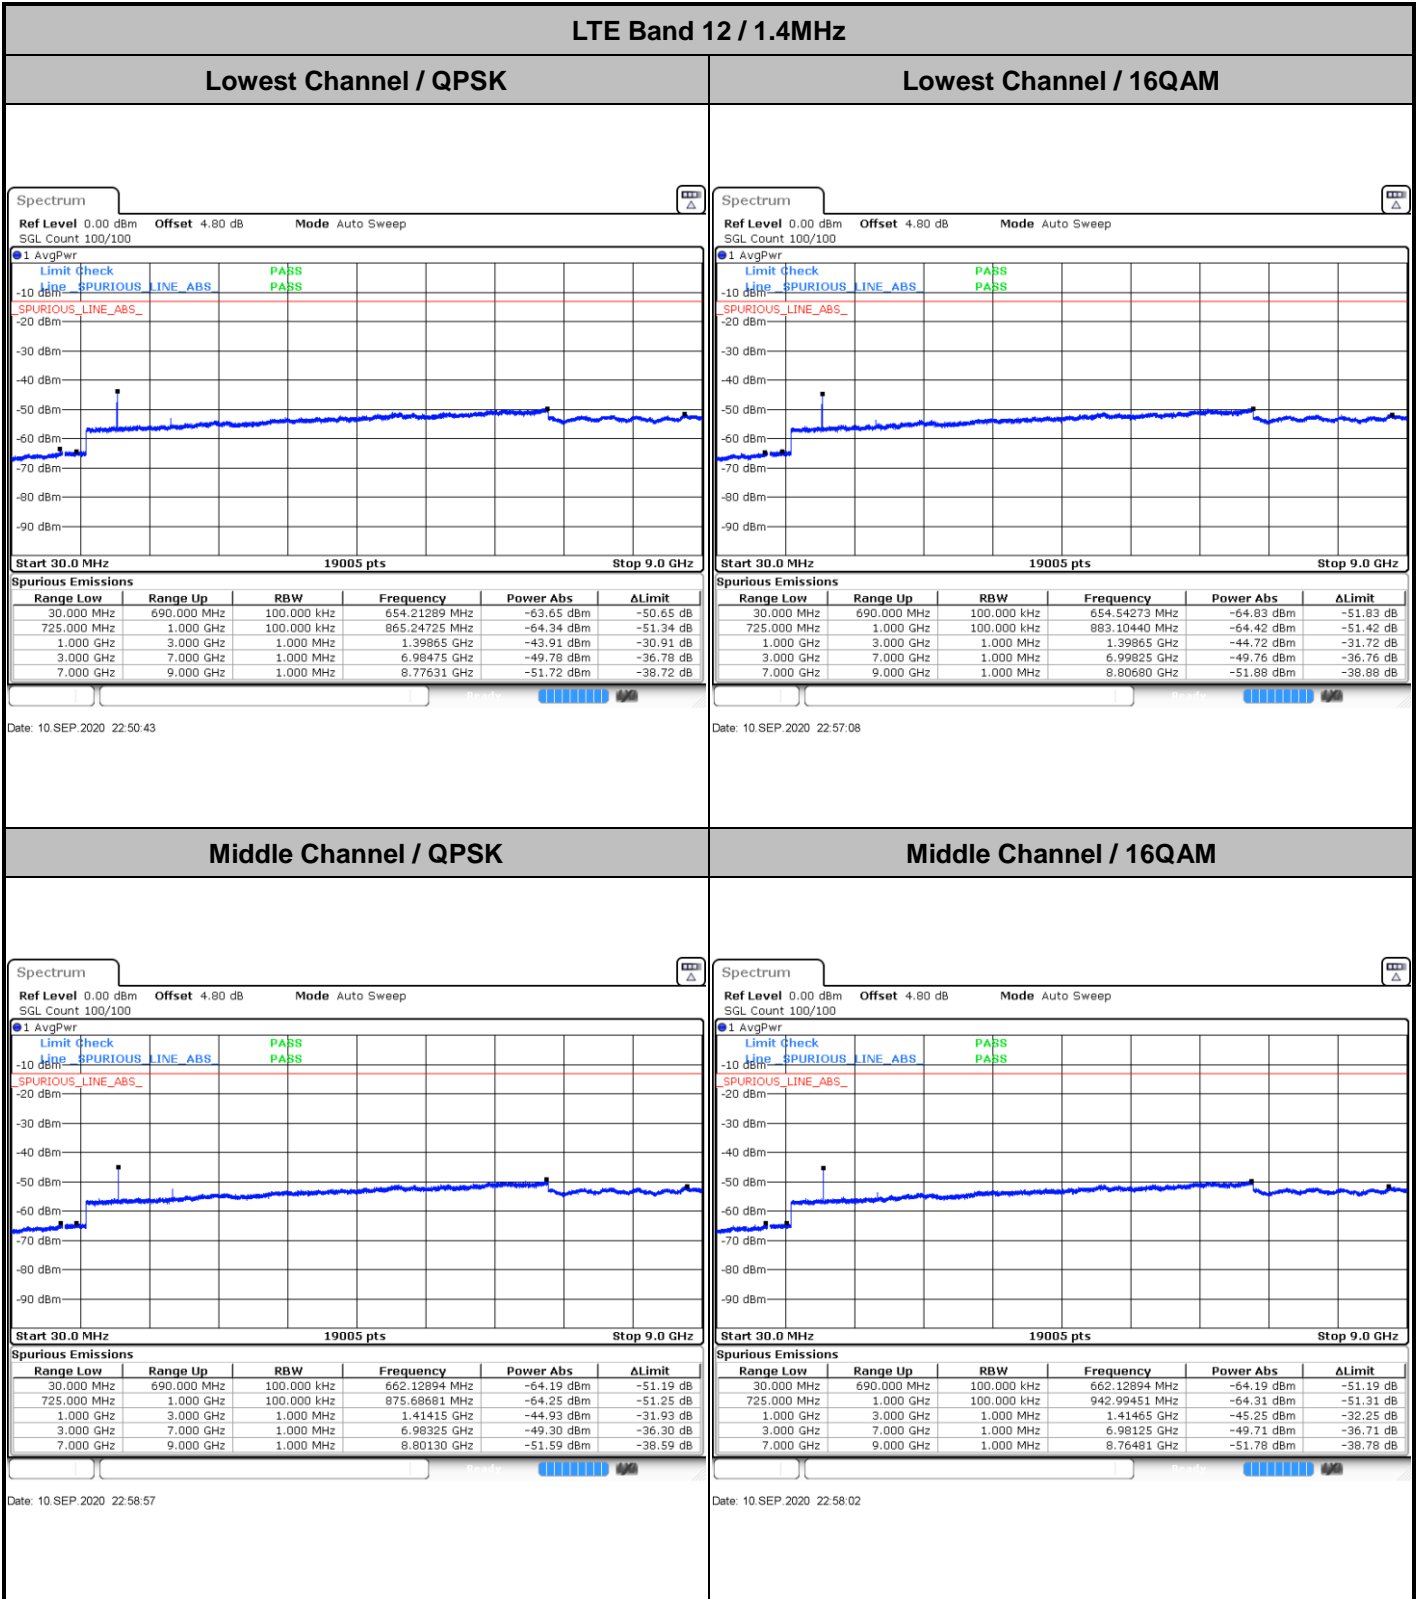 LTE Band 12 / 1.4MHz
Lowest Channel / QPSK
Lowest Channel / 16QAM
Spectrum
Ref Level 0.00 dBm Offset 4.80 dB Mode Auto Sweep
SGL Count 100/100
1 AvgPwr
Limit Check PASS
Line _SPURIOUS_LINE_ABS_ PASS
-10 dBm
_SPURIOUS_LINE_ABS_
-20 dBm
-30 dBm
-40 dBm
-50 dBm
-60 dBm
-70 dBm
-80 dBm
-90 dBm
Start 30.0 MHz 19005 pts Stop 9.0 GHz
Spurious Emissions
Range Low Range Up RBW Frequency Power Abs ΔLimit
30.000 MHz 690.000 MHz 100.000 kHz 654.21289 MHz -63.65 dBm -50.65 dB
725.000 MHz 1.000 GHz 100.000 kHz 865.24725 MHz -64.34 dBm -51.34 dB
1.000 GHz 3.000 GHz 1.000 MHz 1.39865 GHz -43.91 dBm -30.91 dB
3.000 GHz 7.000 GHz 1.000 MHz 6.98475 GHz -49.78 dBm -36.78 dB
7.000 GHz 9.000 GHz 1.000 MHz 8.77631 GHz -51.72 dBm -38.72 dB
Ready
Date: 10.SEP.2020 22:50:43
Spectrum
Ref Level 0.00 dBm Offset 4.80 dB Mode Auto Sweep
SGL Count 100/100
1 AvgPwr
Limit Check PASS
Line _SPURIOUS_LINE_ABS_ PASS
-10 dBm
_SPURIOUS_LINE_ABS_
-20 dBm
-30 dBm
-40 dBm
-50 dBm
-60 dBm
-70 dBm
-80 dBm
-90 dBm
Start 30.0 MHz 19005 pts Stop 9.0 GHz
Spurious Emissions
Range Low Range Up RBW Frequency Power Abs ΔLimit
30.000 MHz 690.000 MHz 100.000 kHz 654.54273 MHz -64.83 dBm -51.83 dB
725.000 MHz 1.000 GHz 100.000 kHz 883.10440 MHz -64.42 dBm -51.42 dB
1.000 GHz 3.000 GHz 1.000 MHz 1.39865 GHz -44.72 dBm -31.72 dB
3.000 GHz 7.000 GHz 1.000 MHz 6.99825 GHz -49.76 dBm -36.76 dB
7.000 GHz 9.000 GHz 1.000 MHz 8.80680 GHz -51.88 dBm -38.88 dB
Ready
Date: 10.SEP.2020 22:57:08
Middle Channel / QPSK
Middle Channel / 16QAM
Spectrum
Ref Level 0.00 dBm Offset 4.80 dB Mode Auto Sweep
SGL Count 100/100
1 AvgPwr
Limit Check PASS
Line _SPURIOUS_LINE_ABS_ PASS
-10 dBm
_SPURIOUS_LINE_ABS_
-20 dBm
-30 dBm
-40 dBm
-50 dBm
-60 dBm
-70 dBm
-80 dBm
-90 dBm
Start 30.0 MHz 19005 pts Stop 9.0 GHz
Spurious Emissions
Range Low Range Up RBW Frequency Power Abs ΔLimit
30.000 MHz 690.000 MHz 100.000 kHz 662.12894 MHz -64.19 dBm -51.19 dB
725.000 MHz 1.000 GHz 100.000 kHz 875.68681 MHz -64.25 dBm -51.25 dB
1.000 GHz 3.000 GHz 1.000 MHz 1.41415 GHz -44.93 dBm -31.93 dB
3.000 GHz 7.000 GHz 1.000 MHz 6.98325 GHz -49.30 dBm -36.30 dB
7.000 GHz 9.000 GHz 1.000 MHz 8.80130 GHz -51.59 dBm -38.59 dB
Ready
Date: 10.SEP.2020 22:58:57
Spectrum
Ref Level 0.00 dBm Offset 4.80 dB Mode Auto Sweep
SGL Count 100/100
1 AvgPwr
Limit Check PASS
Line _SPURIOUS_LINE_ABS_ PASS
-10 dBm
_SPURIOUS_LINE_ABS_
-20 dBm
-30 dBm
-40 dBm
-50 dBm
-60 dBm
-70 dBm
-80 dBm
-90 dBm
Start 30.0 MHz 19005 pts Stop 9.0 GHz
Spurious Emissions
Range Low Range Up RBW Frequency Power Abs ΔLimit
30.000 MHz 690.000 MHz 100.000 kHz 662.12894 MHz -64.19 dBm -51.19 dB
725.000 MHz 1.000 GHz 100.000 kHz 942.99451 MHz -64.31 dBm -51.31 dB
1.000 GHz 3.000 GHz 1.000 MHz 1.41465 GHz -45.25 dBm -32.25 dB
3.000 GHz 7.000 GHz 1.000 MHz 6.98125 GHz -49.71 dBm -36.71 dB
7.000 GHz 9.000 GHz 1.000 MHz 8.76481 GHz -51.78 dBm -38.78 dB
Ready
Date: 10.SEP.2020 22:58:02